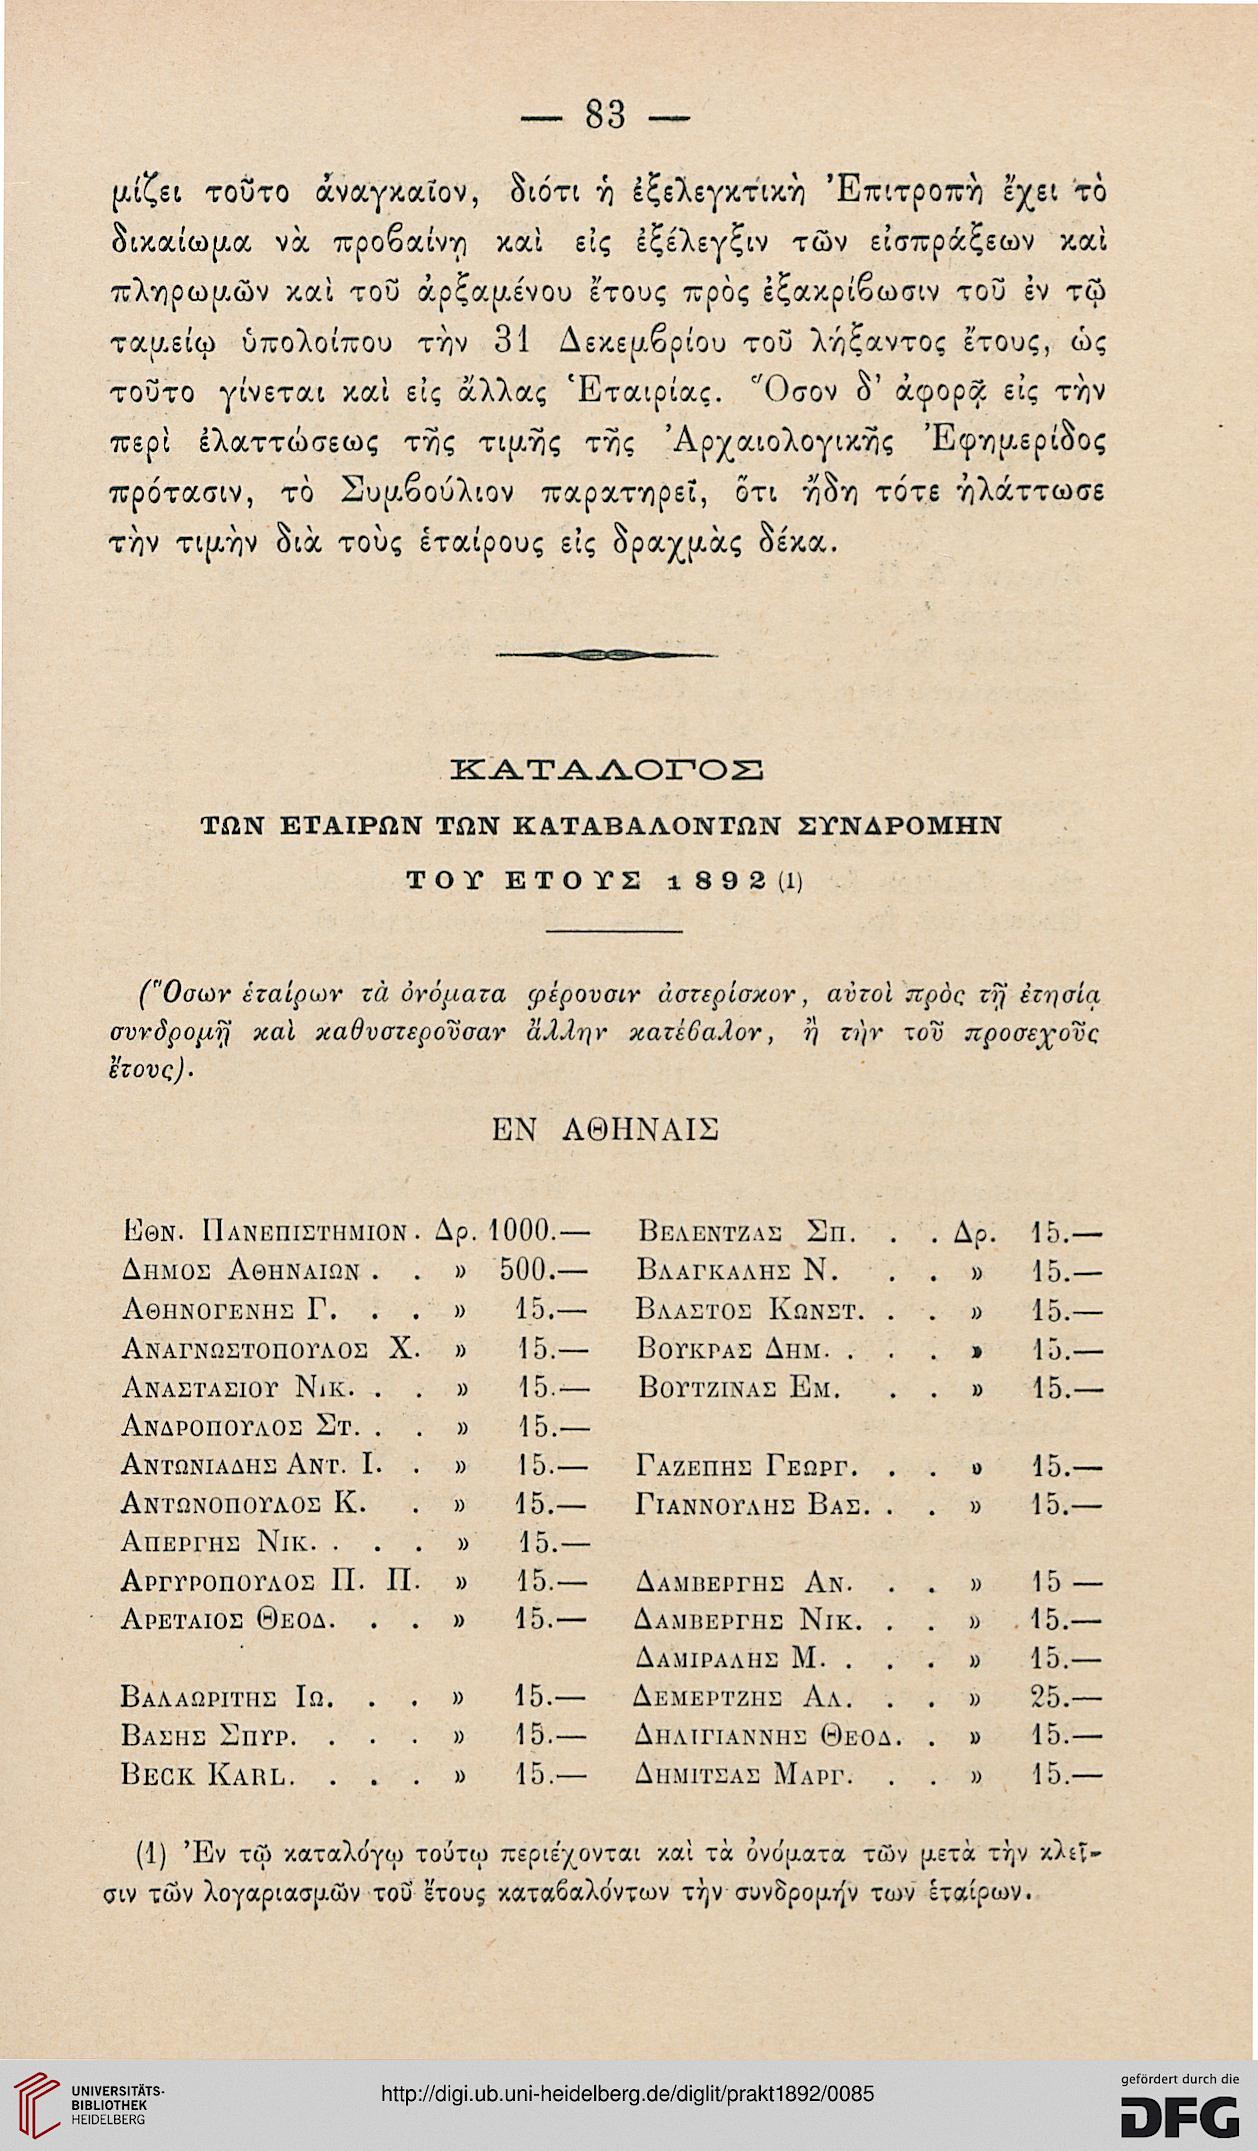 — 83 —
μίζει τοῦτο ἀναγκαῖον, διότι ἡ ἐξελεγκτικὴ Ἐπιτροπὴ ἔχει τὸ
δικαίωμα νὰ προβαίνῃ καὶ εἰς ἐξέλεγξιν τῶν εἰσπράξεων καὶ
πληρωμῶν καὶ τοῦ ἀρξαμένου ἔτους πρὸς ἐξακρίβωσιν τοῦ ἐν τῷ
ταμείῳ ὑπολοίπου τὴν 31 Δεκεμβρίου τοῦ λήξαντος ἔτους, ὡς
τοῦτο γίνεται καὶ εἰς ἄλλας Ἑταιρίας. Ὅσον δ' ἀφορᾷ εἰς τὴν
περὶ ἐλαττώσεως τῆς τιμῆς τῆς Ἀρχαιολογικῆς Ἐφημερίδος
πρότασιν, τὸ Συμβούλιον παρατηρεῖ, ὅτι ἤδη τότε ἠλάττωσε
τὴν τιμὴν διὰ τοὺς ἑταίρους εἰς δραχμὰς δέκα.
ΚΑΤΑΛΟΓΟΣ
ΤΩΝ ΕΤΑΙΡΩΝ ΤΩΝ ΚΑΤΑΒΑΛΟΝΤΩΝ ΣΥΝΔΡΟΜΗΝ
ΤΟΥ ΕΤΟΥΣ 1892 (1)
(Ὅσων ἑταίρων τὰ ὀνόματα φέρουσιν ἀστερίσκον, αὐτοὶ πρὸς τῇ ἐτησίᾳ
συνδρομῇ καὶ καθυστεροῦσαν ἄλλην κατέβαλον, ἢ τὴν τοῦ προσεχοῦς
ἔτους).
ΕΝ ΑΘΗΝΑΙΣ
ΕΘΝ. ΠΑΝΕΠΙΣΤΗΜΙΟΝ. Δρ. 1000.—
ΔΗΜΟΣ ΑΘΗΝΑΙΩΝ . . » 500.—
ΑΘΗΝΟΓΕΝΗΣ Γ. . . » 15.—
ΑΝΑΓΝΩΣΤΟΠΟΥΛΟΣ Χ. » 15.—
ΑΝΑΣΤΑΣΙΟΥ ΝΙΚ. . . » 15.—
ΑΝΔΡΟΠΟΥΛΟΣ ΣΤ. . . » 15.—
ΑΝΤΩΝΙΑΔΗΣ ΑΝΤ. Ι. . » 15.—
ΑΝΤΩΝΟΠΟΥΛΟΣ Κ. . » 15.—
ΑΠΕΡΓΗΣ ΝΙΚ. . . . » 15.—
ΑΡΓΥΡΟΠΟΥΛΟΣ Π. Π. » 15.—
ΑΡΕΤΑΙΟΣ ΘΕΟΔ. . . » 15.—
ΒΑΛΑΩΡΙΤΗΣ ΙΩ. . . » 15.—
ΒΑΣΗΣ ΣΠΥΡ. . . . » 15.—
BECK KARL. . . . » 15.—
ΒΕΛΕΝΤΖΑΣ ΣΠ. . . Δρ. 15.—
ΒΛΑΓΚΑΛΗΣ Ν. . . » 15.—
ΒΛΑΣΤΟΣ ΚΩΝΣΤ. . . » 15.—
ΒΟΥΚΡΑΣ ΔΗΜ. . . . » 15.—
ΒΟΥΤΖΙΝΑΣ ΕΜ. . . » 15.—
ΓΑΖΕΠΗΣ ΓΕΩΡΓ. . . » 15.—
ΓΙΑΝΝΟΥΛΗΣ ΒΑΣ. . . » 15.—
ΔΑΜΒΕΡΓΗΣ ΑΝ. . . » 15 —
ΔΑΜΒΕΡΓΗΣ ΝΙΚ. . . » 15.—
ΔΑΜΙΡΑΛΗΣ Μ. . . . » 15.—
ΔΕΜΕΡΤΖΗΣ ΑΛ. . . » 25.—
ΔΗΛΙΓΙΑΝΝΗΣ ΘΕΟΔ. . » 15.—
ΔΗΜΙΤΣΑΣ ΜΑΡΓ. . . » 15.—
(1) Ἐν τῷ καταλόγῳ τούτῳ περιέχονται καὶ τὰ ὀνόματα τῶν μετὰ τὴν κλεῖ-
σιν τῶν λογαριασμῶν τοῦ ἔτους καταβαλόντων τὴν συνδρομήν των ἑταίρων.
UNIVERSITÄTS-
BIBLIOTHEK
HEIDELBERG
http://digi.ub.uni-heidelberg.de/diglit/prakt1892/0085
gefördert durch die
DFG